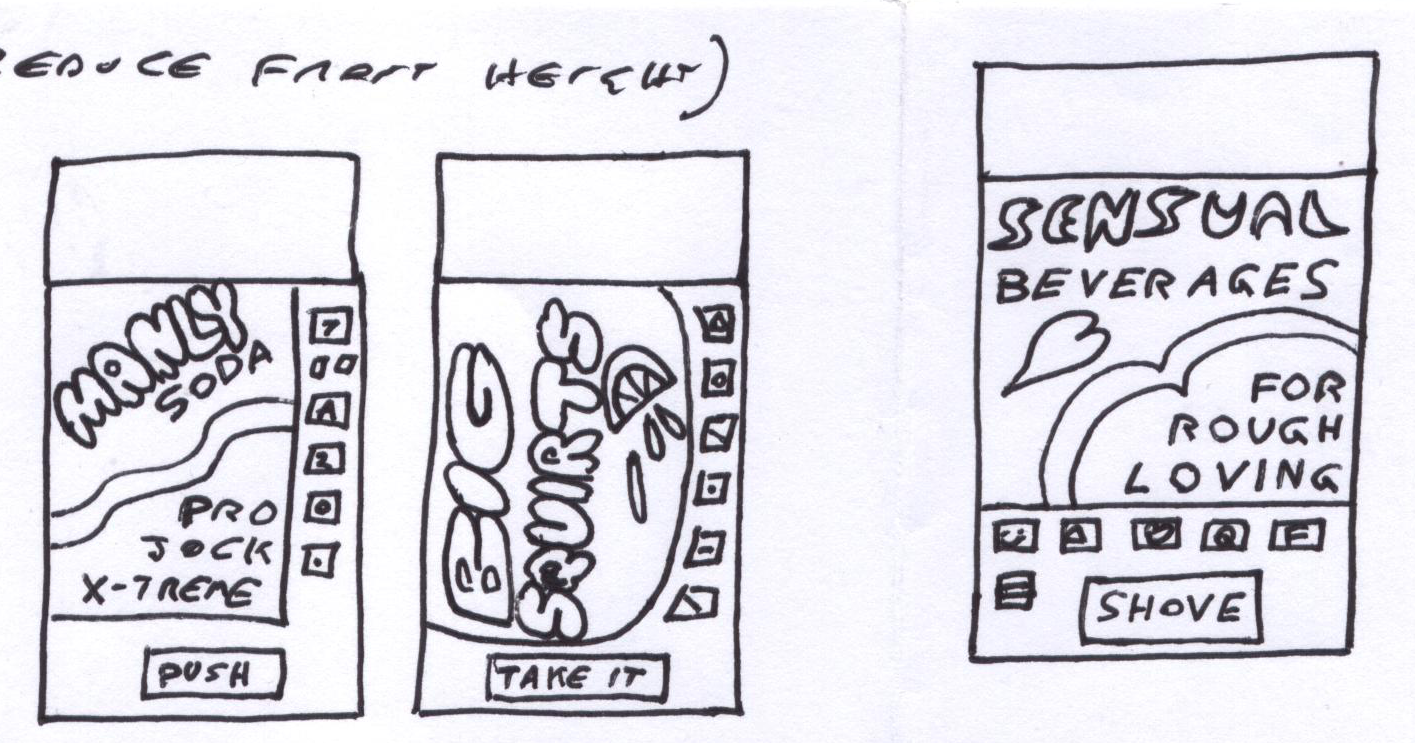 REDUCE FRONT HEIGHT)
MANLY
SODA
PRO
JOCK
X-TREME
PUSH
BIG
SQUIRTS
TAKE IT
SENSUAL
BEVERAGES
FOR
ROUGH
LOVING
SHOVE